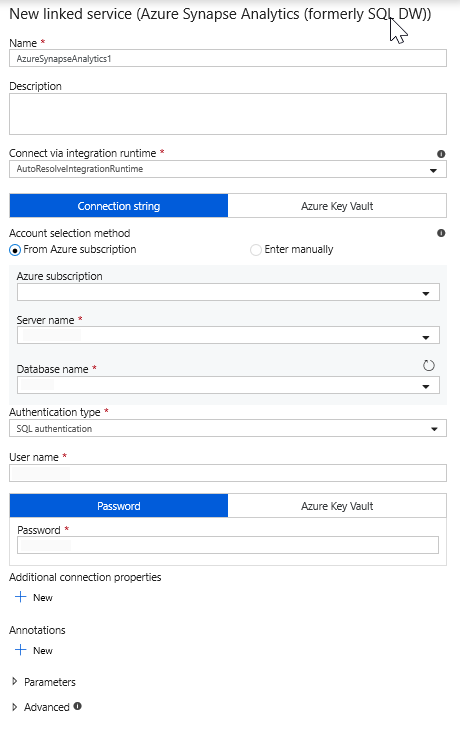 New linked service (Azure Synapse Analytics (formerly SQL DW))
Name *
AzureSynapseAnalytics1
Description
Connect via integration runtime *
AutoResolveIntegrationRuntime
Connection string Azure Key Vault
Account selection method
From Azure subscription Enter manually
Azure subscription
Server name *
Database name *
Authentication type *
SQL authentication
User name *
Password Azure Key Vault
Password *
Additional connection properties
+ New
Annotations
+ New
Parameters
Advanced